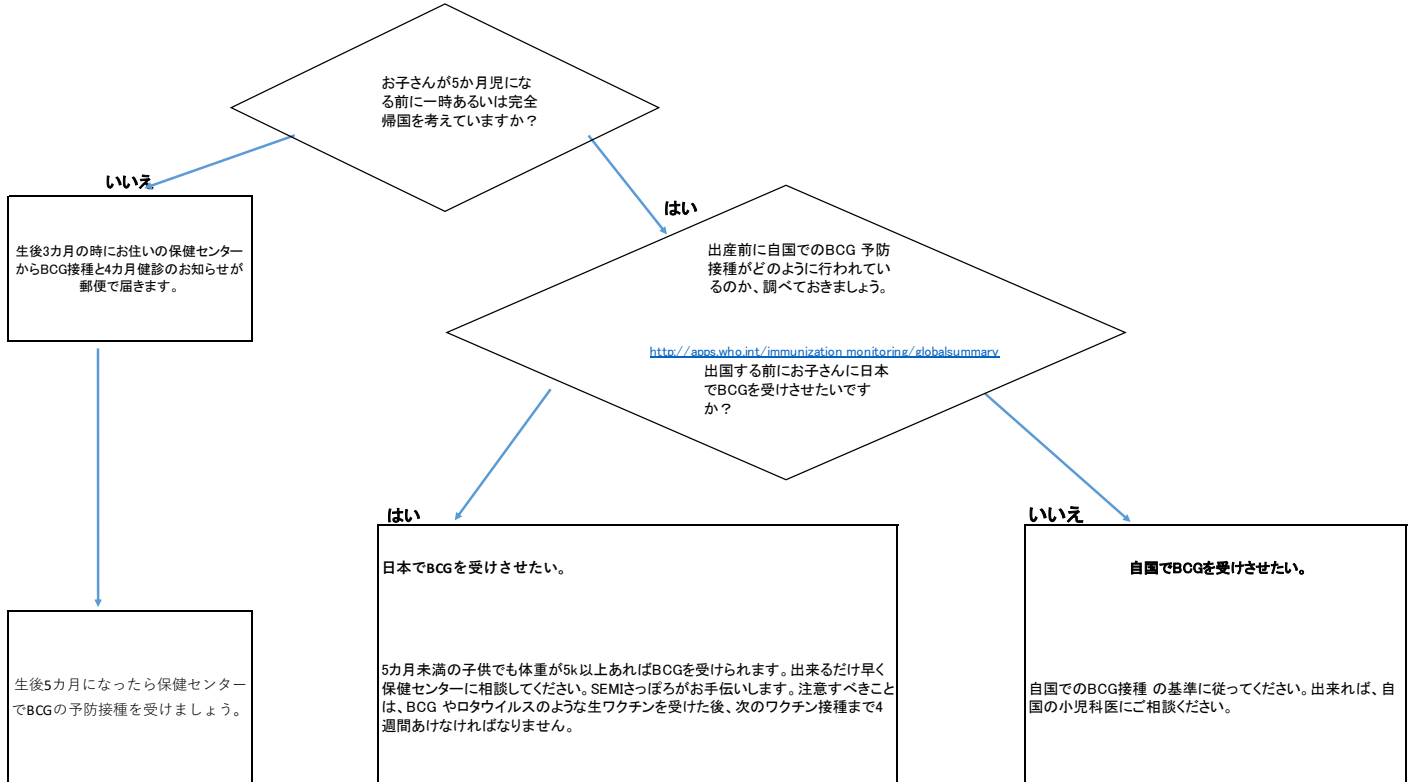 お子さんが5か月児にな
る前に一時あるいは完全
帰国を考えていますか？
いいえ
はい
生後3カ月の時にお住いの保健センター
からBCG接種と4カ月健診のお知らせが
郵便で届きます。
出産前に自国でのBCG 予防
接種がどのように行われてい
るのか、調べておきましょう。
http://apps.who.int/immunization_monitoring/globalsummary
出国する前にお子さんに日本
でBCGを受けさせたいです
か？
はい
いいえ
日本でBCGを受けさせたい。
自国でBCGを受けさせたい。
生後5カ月になったら保健センター
でBCGの予防接種を受けましょう。
5カ月未満の子供でも体重が5k以上あればBCGを受けられます。出来るだけ早く
保健センターに相談してください。SEMIさっぽろがお手伝いします。注意すべきこと
は、BCG やロタウイルスのような生ワクチンを受けた後、次のワクチン接種まで4
週間あけなければなりません。
自国でのBCG接種 の基準に従ってください。出来れば、自
国の小児科医にご相談ください。